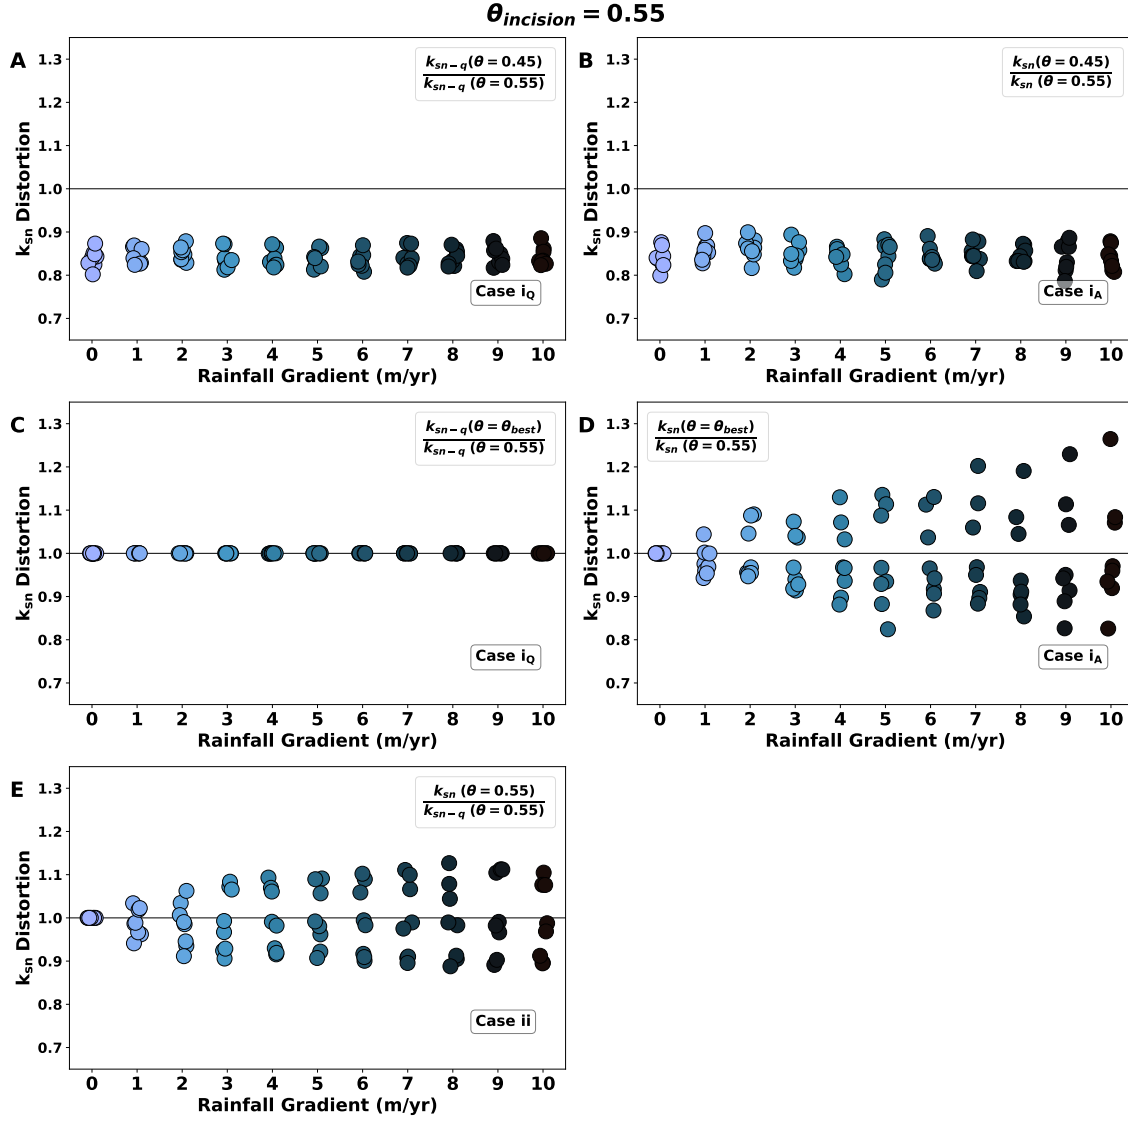 θincision = 0.55
A
1.3
1.2
1.1
1.0
0.9
0.8
0.7
ksn Distortion
ksn−q(θ = 0.45)
ksn−q (θ = 0.55)
Case iQ
0 1 2 3 4 5 6 7 8 9 10
Rainfall Gradient (m/yr)
B
1.3
1.2
1.1
1.0
0.9
0.8
0.7
ksn Distortion
ksn(θ = 0.45)
ksn (θ = 0.55)
Case iA
0 1 2 3 4 5 6 7 8 9 10
Rainfall Gradient (m/yr)
C
1.3
1.2
1.1
1.0
0.9
0.8
0.7
ksn Distortion
ksn−q(θ = θbest)
ksn−q (θ = 0.55)
Case iQ
0 1 2 3 4 5 6 7 8 9 10
Rainfall Gradient (m/yr)
D
1.3
1.2
1.1
1.0
0.9
0.8
0.7
ksn Distortion
ksn(θ = θbest)
ksn (θ = 0.55)
Case iA
0 1 2 3 4 5 6 7 8 9 10
Rainfall Gradient (m/yr)
E
1.3
1.2
1.1
1.0
0.9
0.8
0.7
ksn Distortion
ksn (θ = 0.55)
ksn−q (θ = 0.55)
Case ii
0 1 2 3 4 5 6 7 8 9 10
Rainfall Gradient (m/yr)